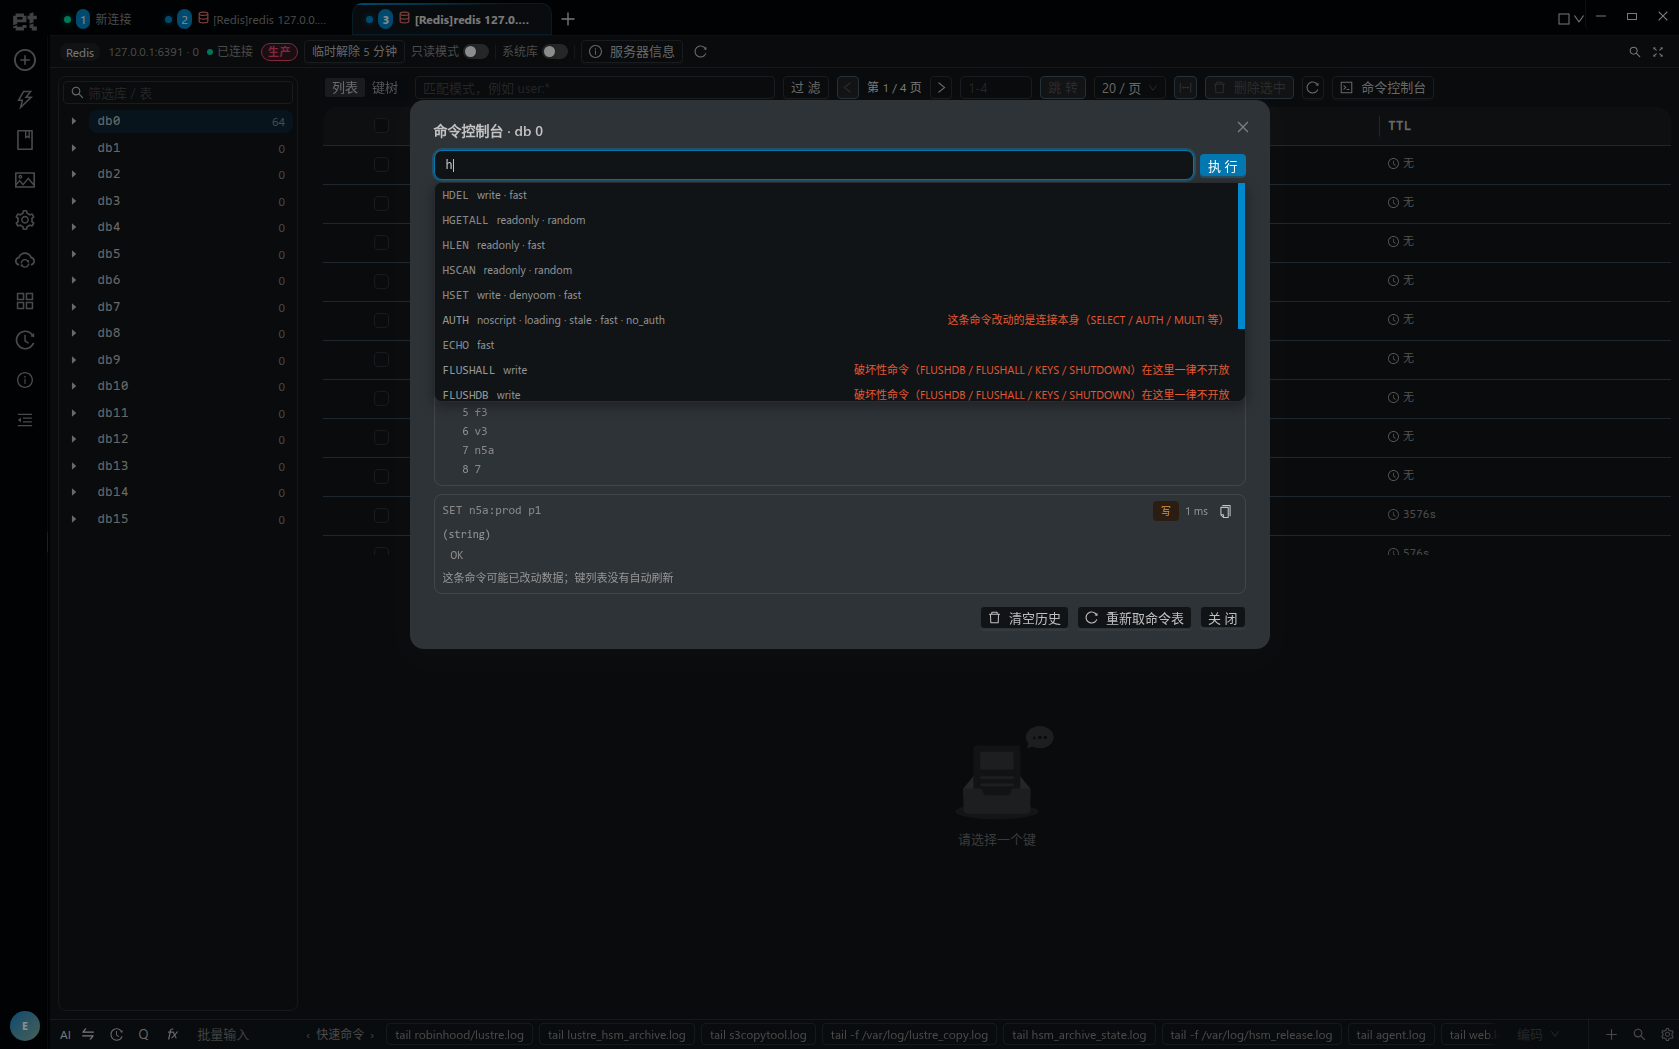 et
1 新连接
2 [Redis]redis 127.0.0....
3 [Redis]redis 127.0....
Redis 127.0.0.1:6391 · 0 已连接 生产 临时解除 5 分钟 只读模式 系统库 服务器信息
筛选库 / 表
列表 键树 匹配模式，例如 user:* 过 滤 第 1 / 4 页 1-4 跳 转 20 / 页 删除选中 命令控制台
db0 64
db1 0
db2 0
db3 0
db4 0
db5 0
db6 0
db7 0
db8 0
db9 0
db10 0
db11 0
db12 0
db13 0
db14 0
db15 0
TTL
无
无
无
无
无
无
无
无
无
3576s
576s
命令控制台 · db 0
h
执 行
HDEL write · fast
HGETALL readonly · random
HLEN readonly · fast
HSCAN readonly · random
HSET write · denyoom · fast
AUTH noscript · loading · stale · fast · no_auth 这条命令改动的是连接本身（SELECT / AUTH / MULTI 等）
ECHO fast
FLUSHALL write 破坏性命令（FLUSHDB / FLUSHALL / KEYS / SHUTDOWN）在这里一律不开放
FLUSHDB write 破坏性命令（FLUSHDB / FLUSHALL / KEYS / SHUTDOWN）在这里一律不开放
5 f3
6 v3
7 n5a
8 7
SET n5a:prod p1 写 1 ms
(string)
OK
这条命令可能已改动数据；键列表没有自动刷新
清空历史 重新取命令表 关 闭
请选择一个键
E
AI Q fx 批量输入 ‹ 快速命令 › tail robinhood/lustre.log tail lustre_hsm_archive.log tail s3copytool.log tail -f /var/log/lustre_copy.log tail hsm_archive_state.log tail -f /var/log/hsm_release.log tail agent.log tail web. 编码